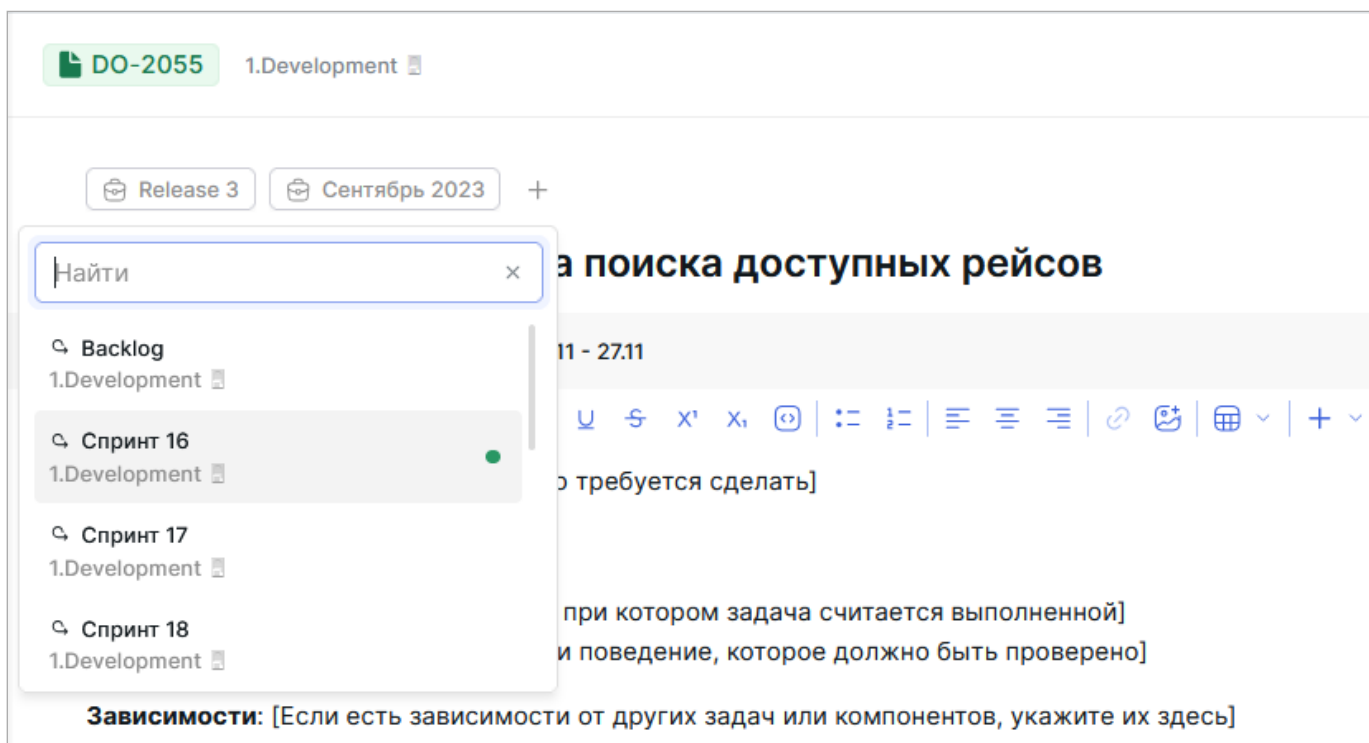 DO-2055 1.Development
Release 3 Сентябрь 2023
Найти
а поиска доступных рейсов
Backlog
1.Development
11 - 27.11
Спринт 16
1.Development
требуется сделать]
Спринт 17
1.Development
при котором задача считается выполненной]
Спринт 18
1.Development
и поведение, которое должно быть проверено]
Зависимости: [Если есть зависимости от других задач или компонентов, укажите их здесь]